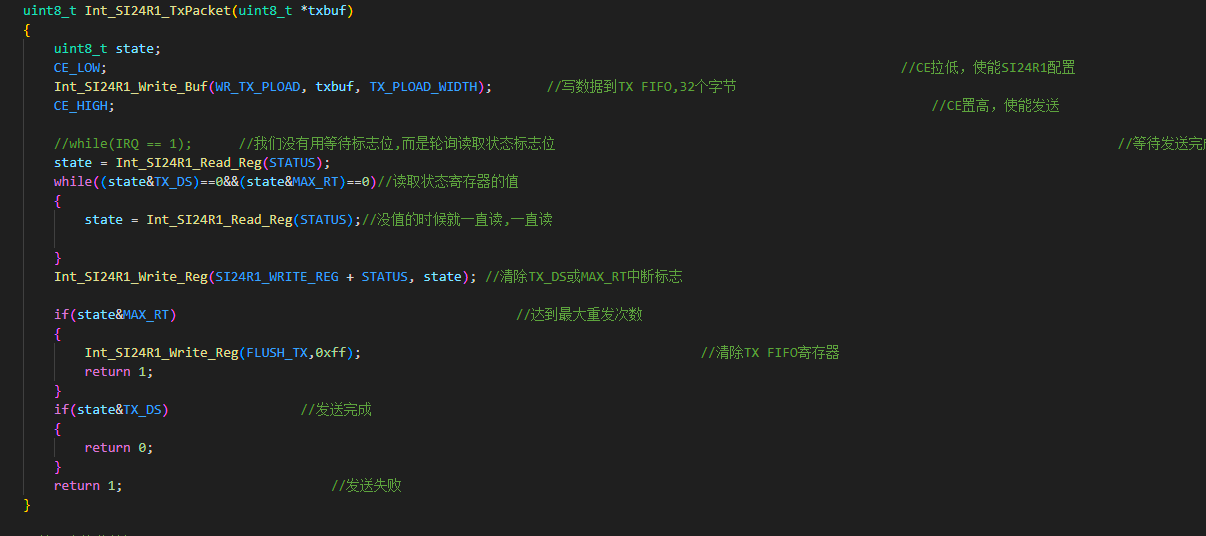 uint8_t Int_SI24R1_TxPacket(uint8_t *txbuf)
{
uint8_t state;
CE_LOW; //CE拉低，使能SI24R1配置
Int_SI24R1_Write_Buf(WR_TX_PLOAD, txbuf, TX_PLOAD_WIDTH); //写数据到TX FIFO,32个字节
CE_HIGH; //CE置高，使能发送
//while(IRQ == 1); //我们没有用等待标志位,而是轮询读取状态标志位 //等待发送完
state = Int_SI24R1_Read_Reg(STATUS);
while((state&TX_DS)==0&&(state&MAX_RT)==0)//读取状态寄存器的值
{
state = Int_SI24R1_Read_Reg(STATUS);//没值的时候就一直读,一直读
}
Int_SI24R1_Write_Reg(SI24R1_WRITE_REG + STATUS, state); //清除TX_DS或MAX_RT中断标志
if(state&MAX_RT) //达到最大重发次数
{
Int_SI24R1_Write_Reg(FLUSH_TX,0xff); //清除TX FIFO寄存器
return 1;
}
if(state&TX_DS) //发送完成
{
return 0;
}
return 1; //发送失败
}